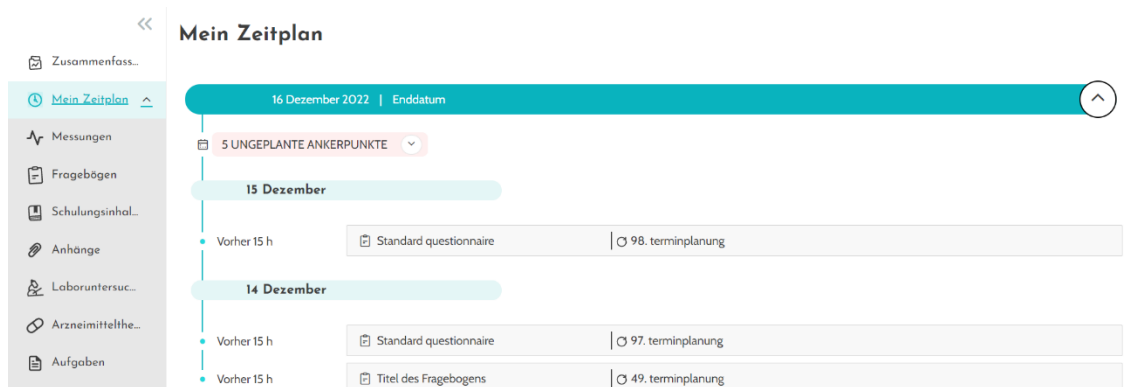 Mein Zeitplan
Zusammenfass...
Mein Zeitplan
Messungen
Fragebögen
Schulungsinhal...
Anhänge
Laboruntersuc...
Arzneimittelthe...
Aufgaben
16 Dezember 2022 | Enddatum
5 UNGEPLANTE ANKERPUNKTE
15 Dezember
Vorher 15 h Standard questionnaire 98. terminplanung
14 Dezember
Vorher 15 h Standard questionnaire 97. terminplanung
Vorher 15 h Titel des Fragebogens 49. terminplanung